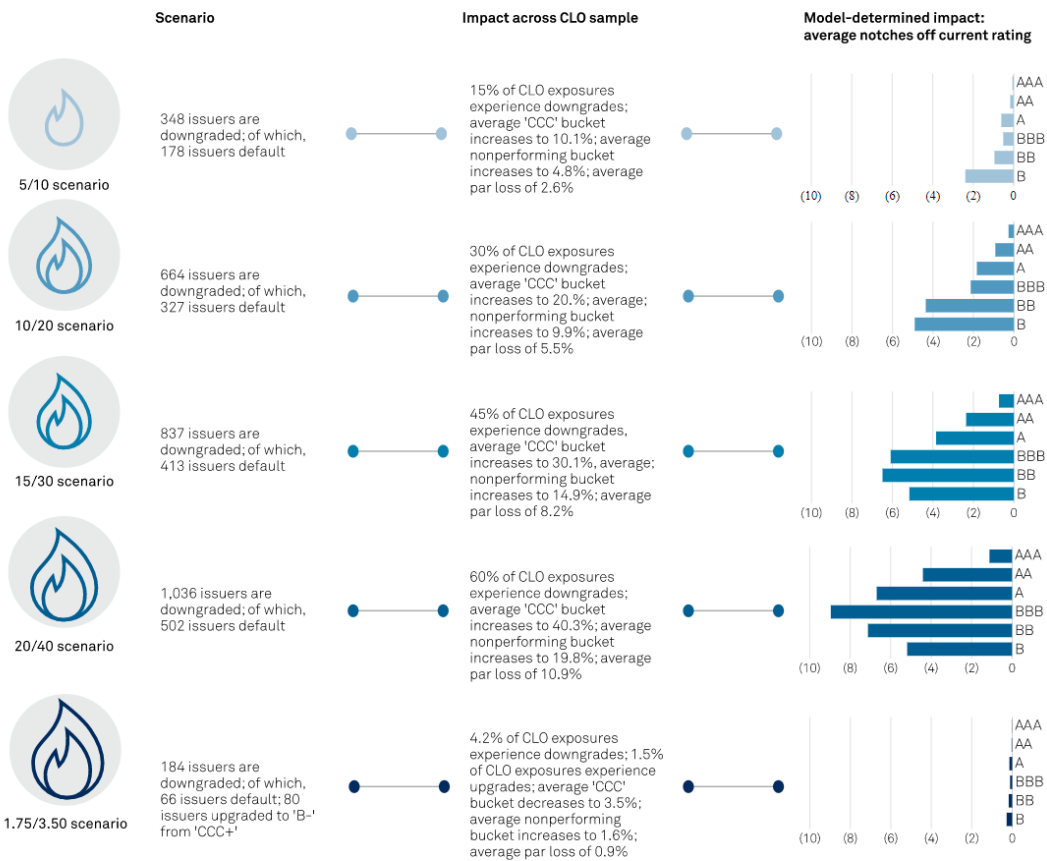 Scenario
Impact across CLO sample
Model-determined impact:
average notches off current rating
348 issuers are
downgraded; of which,
178 issuers default
15% of CLO exposures
experience downgrades;
average 'CCC' bucket
increases to 10.1%; average
nonperforming bucket
increases to 4.8%; average
par loss of 2.6%
AAA
AA
A
BBB
BB
B
(10) (8) (6) (4) (2) 0
5/10 scenario
664 issuers are
downgraded; of which,
327 issuers default
30% of CLO exposures
experience downgrades;
average 'CCC' bucket
increases to 20.%; average;
nonperforming bucket
increases to 9.9%; average
par loss of 5.5%
AAA
AA
A
BBB
BB
B
(10) (8) (6) (4) (2) 0
10/20 scenario
837 issuers are
downgraded; of which,
413 issuers default
45% of CLO exposures
experience downgrades,
average 'CCC' bucket
increases to 30.1%, average;
nonperforming bucket
increases to 14.9%; average
par loss of 8.2%
AAA
AA
A
BBB
BB
B
(10) (8) (6) (4) (2) 0
15/30 scenario
1,036 issuers are
downgraded; of which,
502 issuers default
60% of CLO exposures
experience downgrades;
average 'CCC' bucket
increases to 40.3%; average
nonperforming bucket
increases to 19.8%; average
par loss of 10.9%
AAA
AA
A
BBB
BB
B
(10) (8) (6) (4) (2) 0
20/40 scenario
184 issuers are
downgraded; of which,
66 issuers default; 80
issuers upgraded to 'B-'
from 'CCC+'
4.2% of CLO exposures
experience downgrades; 1.5%
of CLO exposures experience
upgrades; average 'CCC'
bucket decreases to 3.5%;
average nonperforming
bucket increases to 1.6%;
average par loss of 0.9%
AAA
AA
A
BBB
BB
B
(10) (8) (6) (4) (2) 0
1.75/3.50 scenario